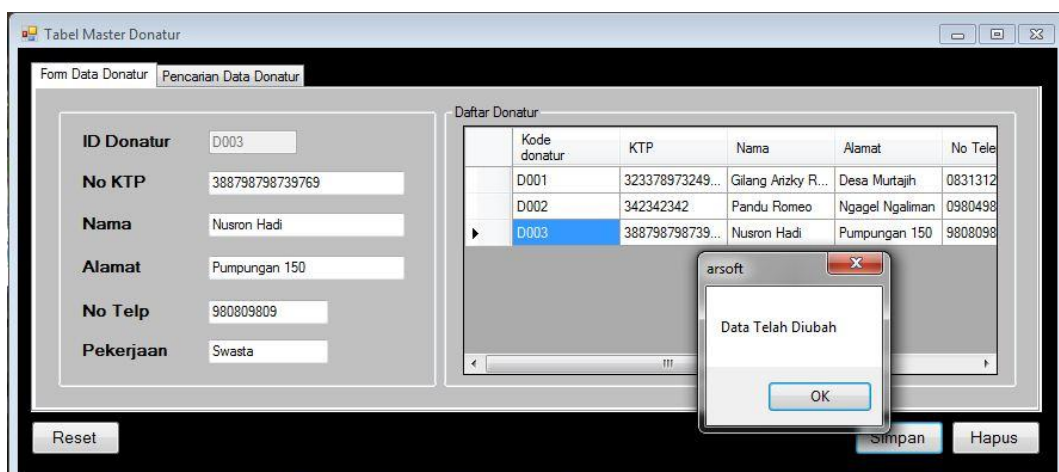 Tabel Master Donatur
Form Data Donatur Pencarian Data Donatur
ID Donatur D003
No KTP 388798798739769
Nama Nusron Hadi
Alamat Pumpungan 150
No Telp 980809809
Pekerjaan Swasta
Daftar Donatur
Kode donatur KTP Nama Alamat No Tele
D001 323378973249... Gilang Arizky R... Desa Murtajih 0831312
D002 342342342 Pandu Romeo Ngagel Ngaliman 0980498
D003 388798798739... Nusron Hadi Pumpungan 150 9808098
arsoft
Data Telah Diubah
OK
Reset Simpan Hapus